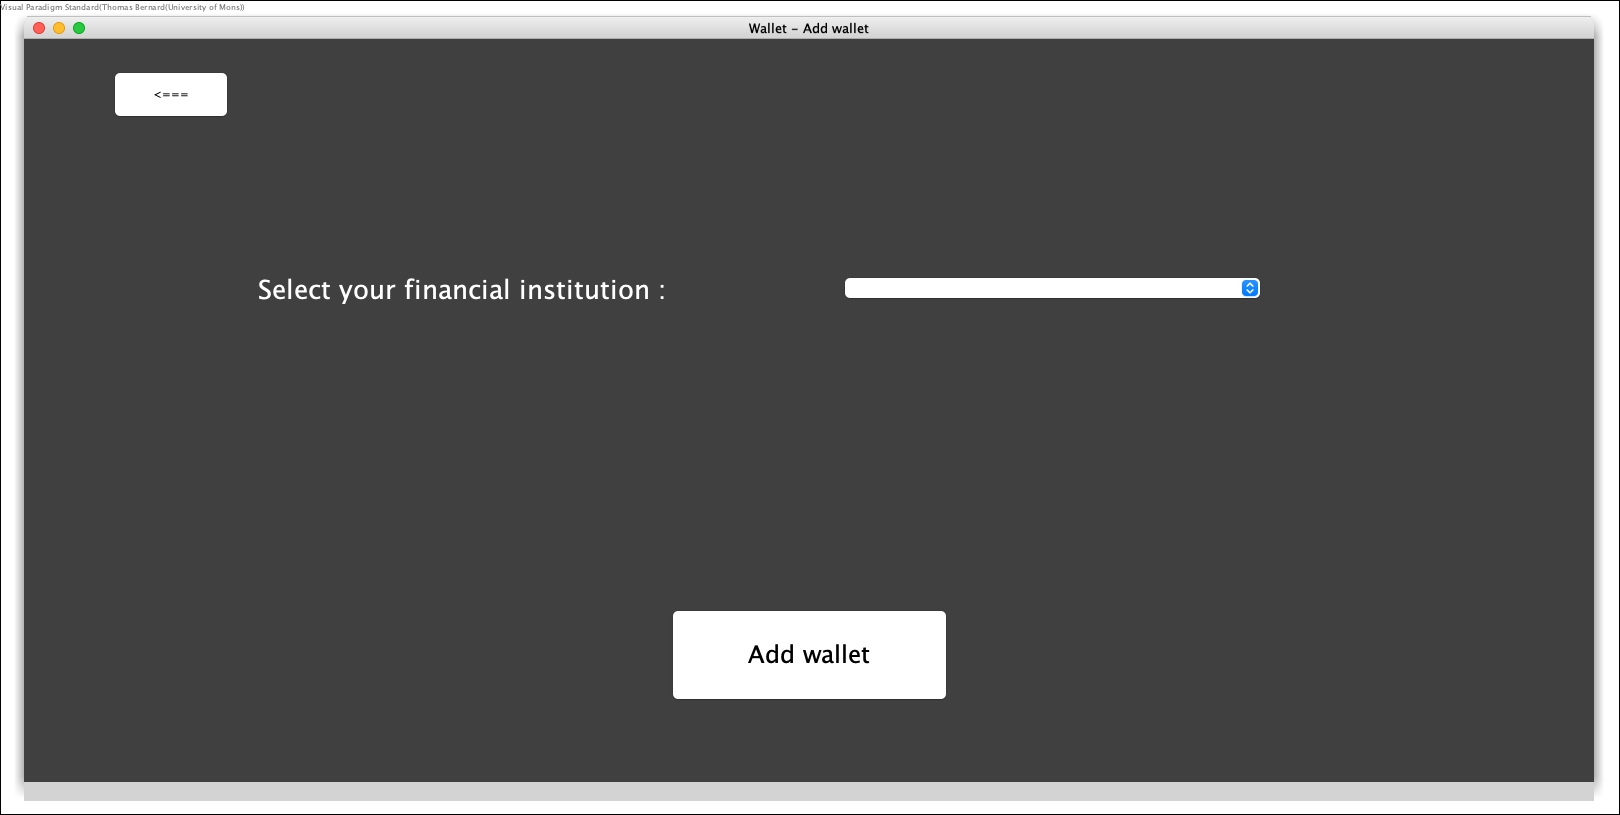 Visual Paradigm Standard(Thomas Bernard(University of Mons))
Wallet - Add wallet
<===
Select your financial institution :
Add wallet